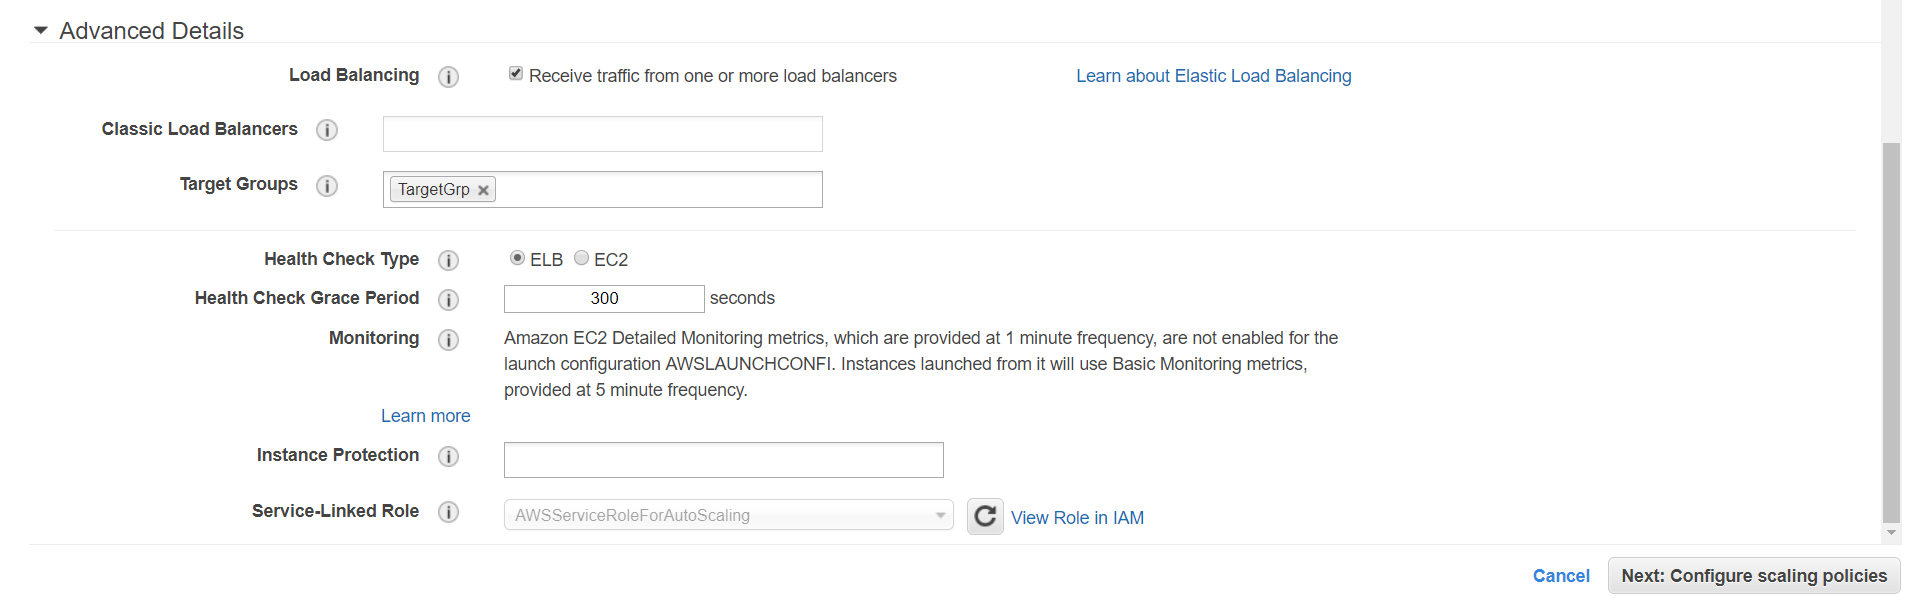 Advanced Details
Load Balancing Receive traffic from one or more load balancers Learn about Elastic Load Balancing
Classic Load Balancers
Target Groups TargetGrp
Health Check Type ELB EC2
Health Check Grace Period 300 seconds
Monitoring Amazon EC2 Detailed Monitoring metrics, which are provided at 1 minute frequency, are not enabled for the
launch configuration AWSLAUNCHCONFI. Instances launched from it will use Basic Monitoring metrics,
provided at 5 minute frequency.
Learn more
Instance Protection
Service-Linked Role AWSServiceRoleForAutoScaling View Role in IAM
Cancel Next: Configure scaling policies